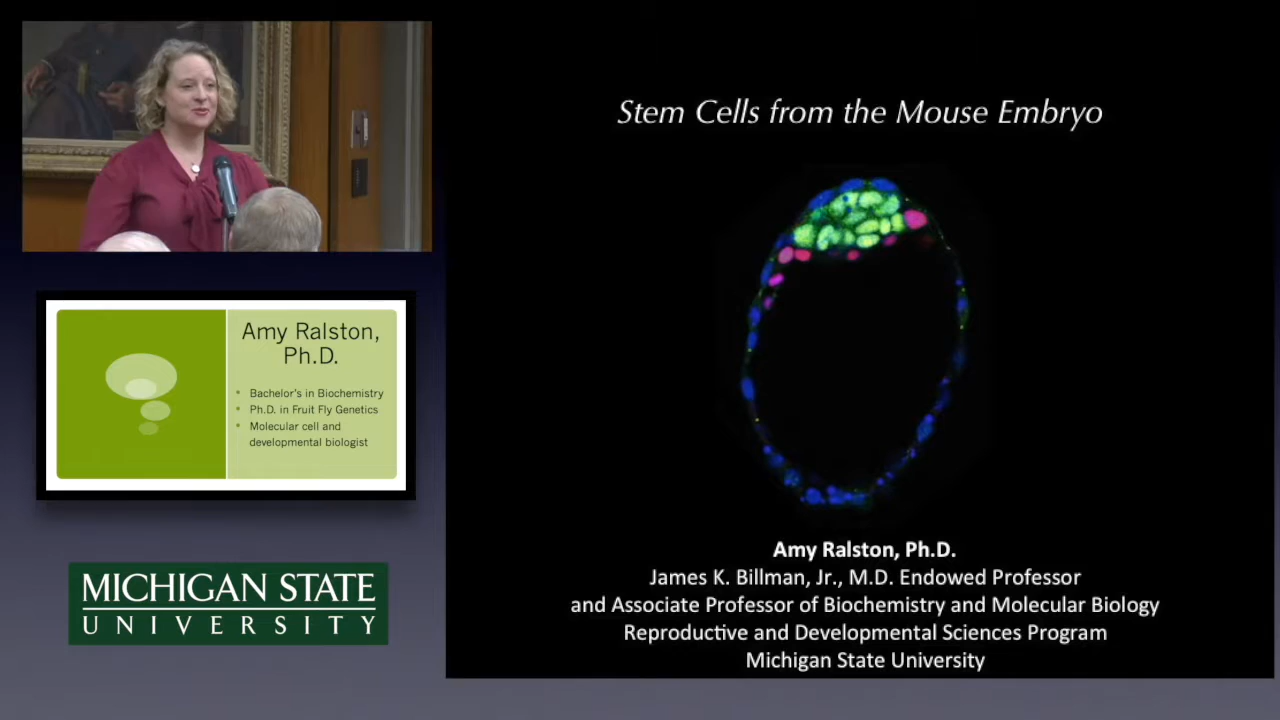 Stem Cells from the Mouse Embryo
Amy Ralston,
Ph.D.
• Bachelor's in Biochemistry
• Ph.D. in Fruit Fly Genetics
• Molecular cell and
developmental biologist
MICHIGAN STATE
UNIVERSITY
Amy Ralston, Ph.D.
James K. Billman, Jr., M.D. Endowed Professor
and Associate Professor of Biochemistry and Molecular Biology
Reproductive and Developmental Sciences Program
Michigan State University